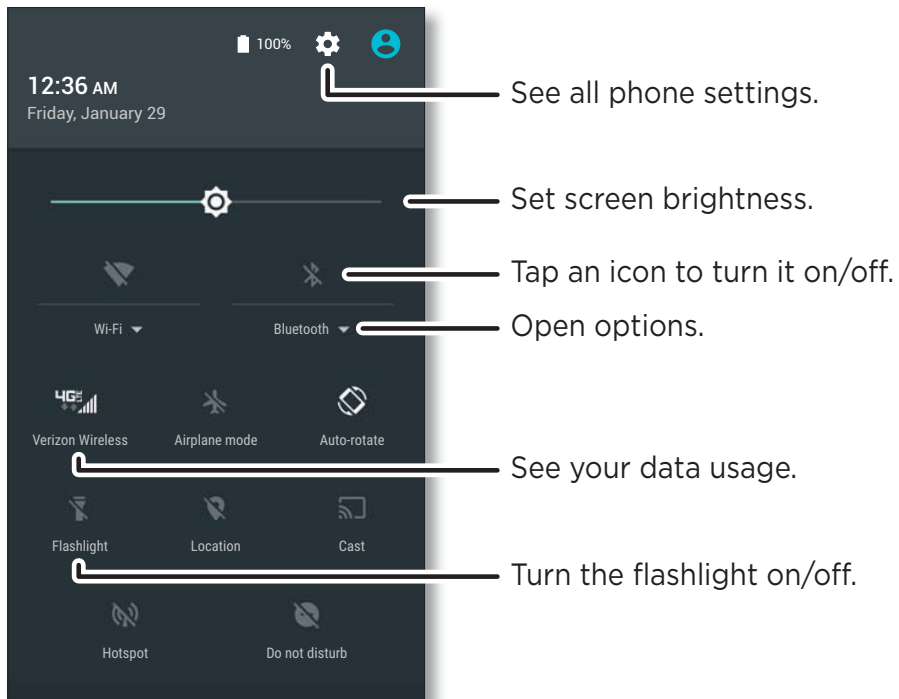 100%
12:36 AM
Friday, January 29
See all phone settings.
Set screen brightness.
Tap an icon to turn it on/off.
Wi-Fi
Bluetooth
Open options.
4G LTE
Verizon Wireless
Airplane mode
Auto-rotate
See your data usage.
Flashlight
Location
Cast
Turn the flashlight on/off.
Hotspot
Do not disturb